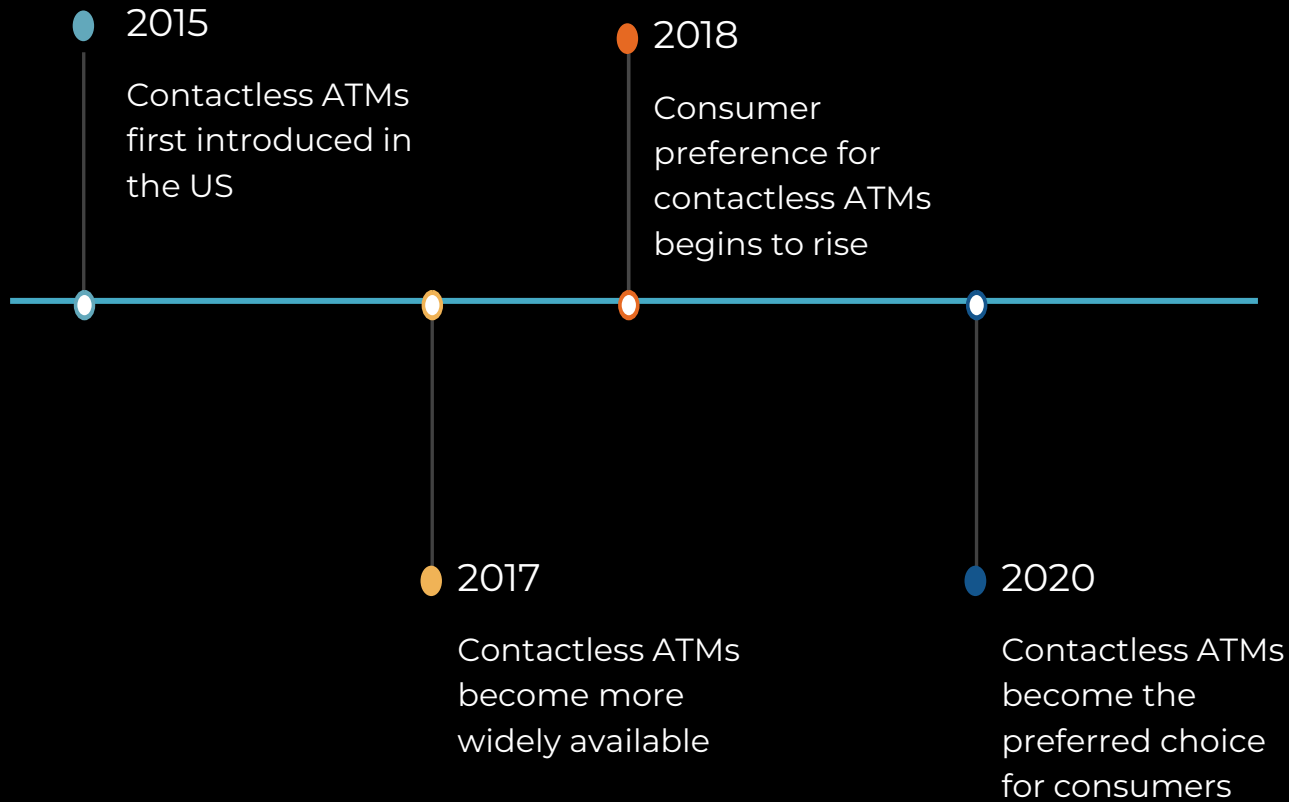 2015
Contactless ATMs
first introduced in
the US
2017
Contactless ATMs
become more
widely available
2018
Consumer
preference for
contactless ATMs
begins to rise
2020
Contactless ATMs
become the
preferred choice
for consumers